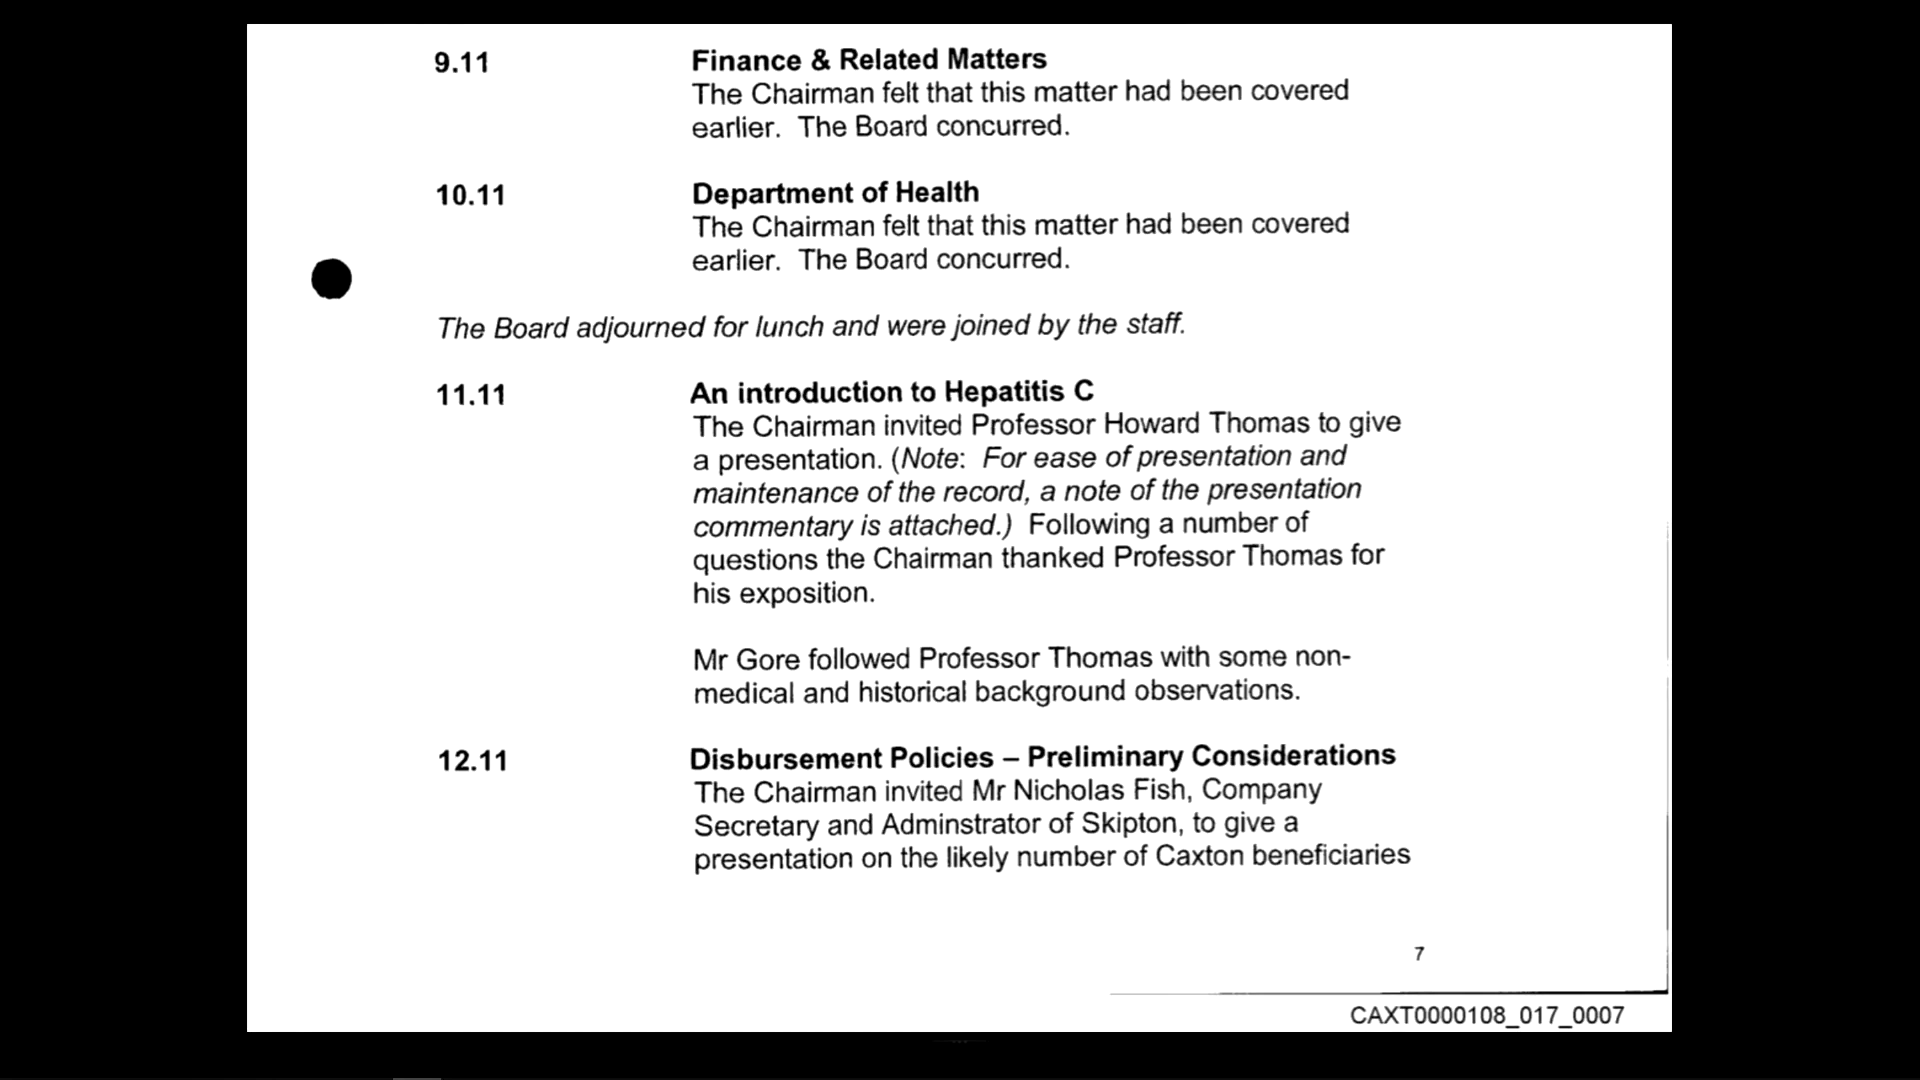 9.11 Finance & Related Matters
The Chairman felt that this matter had been covered
earlier. The Board concurred.
10.11 Department of Health
The Chairman felt that this matter had been covered
earlier. The Board concurred.
The Board adjourned for lunch and were joined by the staff.
11.11 An introduction to Hepatitis C
The Chairman invited Professor Howard Thomas to give
a presentation. (Note: For ease of presentation and
maintenance of the record, a note of the presentation
commentary is attached.) Following a number of
questions the Chairman thanked Professor Thomas for
his exposition.
Mr Gore followed Professor Thomas with some non-
medical and historical background observations.
12.11 Disbursement Policies – Preliminary Considerations
The Chairman invited Mr Nicholas Fish, Company
Secretary and Adminstrator of Skipton, to give a
presentation on the likely number of Caxton beneficiaries
7
CAXT0000108_017_0007